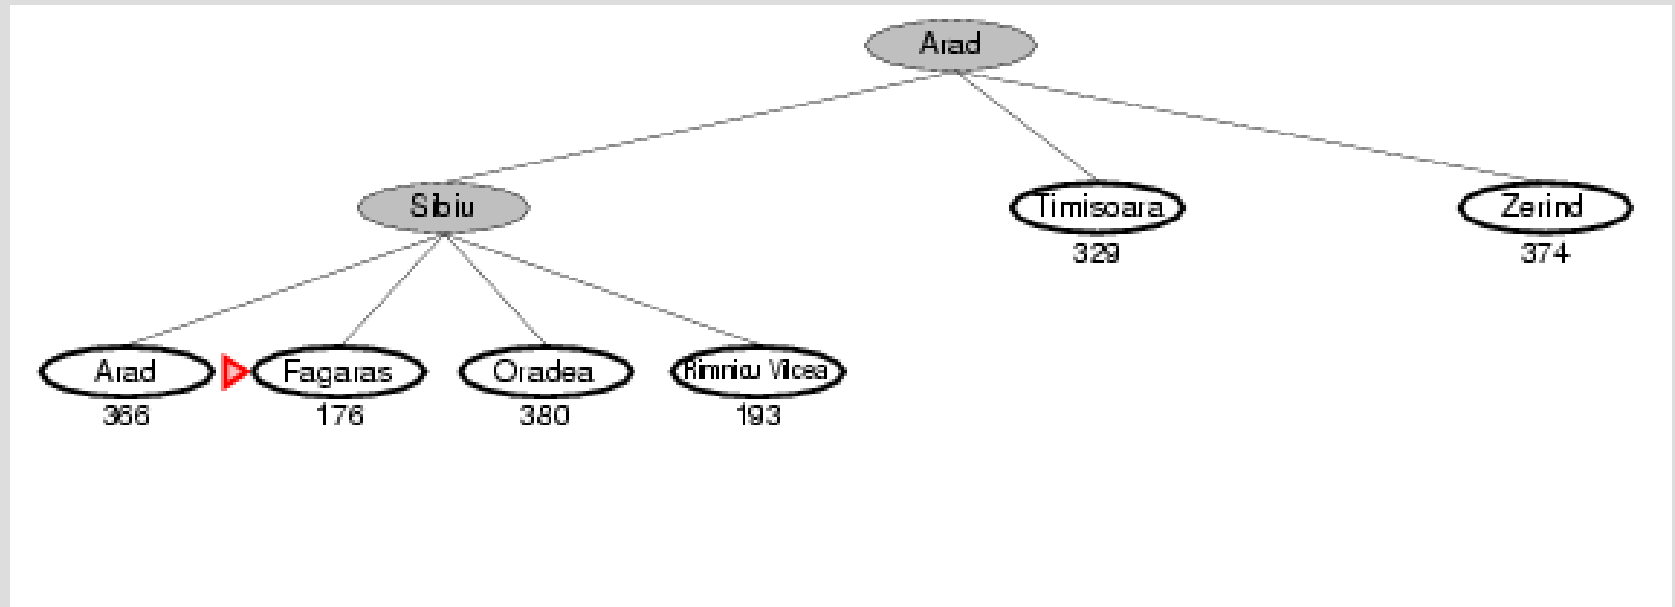 Arad
Sibiu Timisoara Zerind
329 374
Arad Fagaras Oradea Rimnicu Vilcea
366 176 380 193